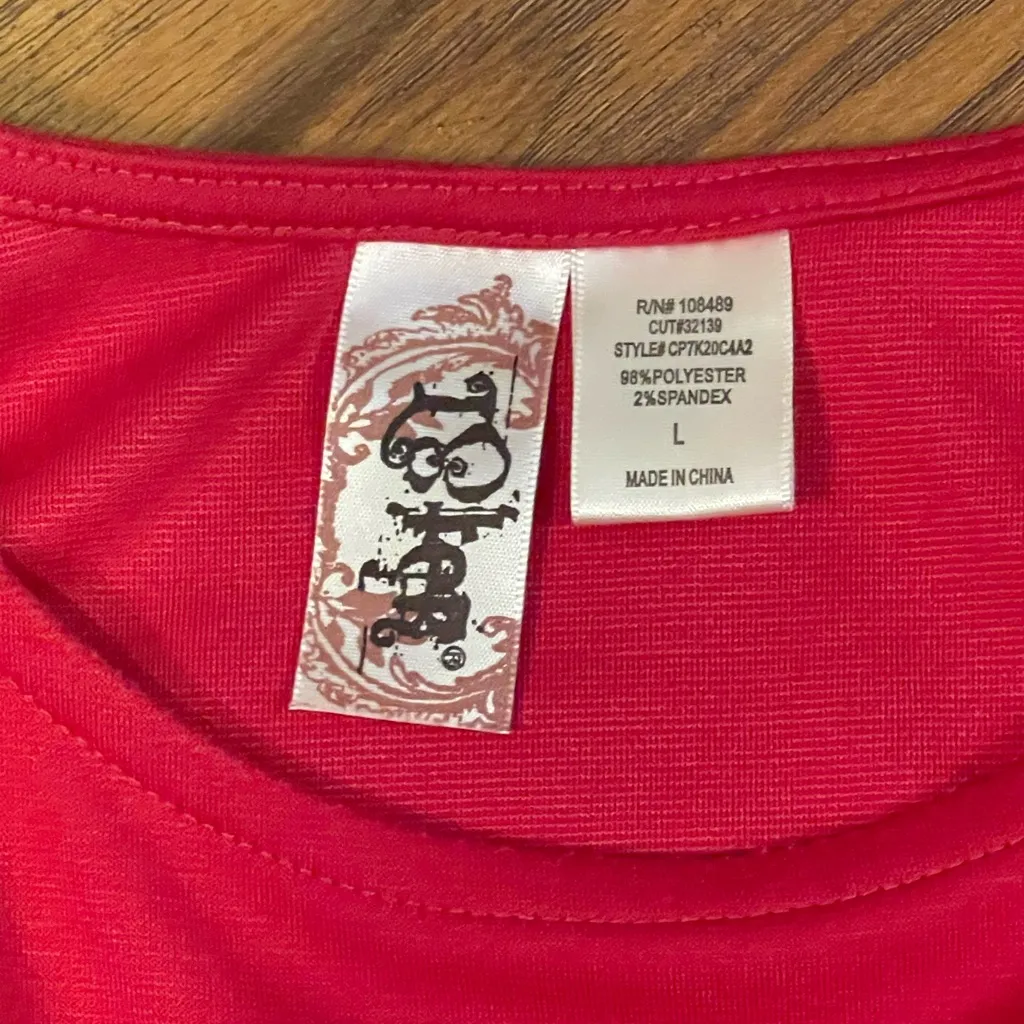 R/N# 108489
CUT#32139
STYLE# CP7K20C4A2
98%POLYESTER
2%SPANDEX
L
MADE IN CHINA
®